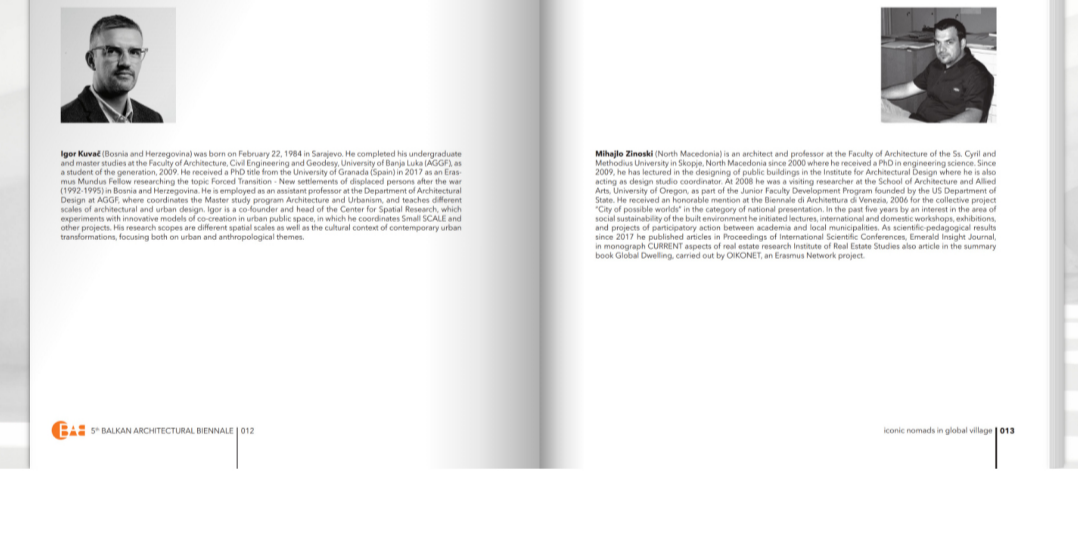 Igor Kuvač (Bosnia and Herzegovina) was born on February 22, 1984 in Sarajevo. He completed his undergraduate
and master studies at the Faculty of Architecture, Civil Engineering and Geodesy, University of Banja Luka (AGGF), as
a student of the generation, 2009. He received a PhD title from the University of Granada (Spain) in 2017 as an Eras-
mus Mundus Fellow researching the topic Forced Transition - New settlements of displaced persons after the war
(1992-1995) in Bosnia and Herzegovina. He is employed as an assistant professor at the Department of Architectural
Design at AGGF, where coordinates the Master study program Architecture and Urbanism, and teaches different
scales of architectural and urban design. Igor is a co-founder and head of the Center for Spatial Research, which
experiments with innovative models of co-creation in urban public space, in which he coordinates Small SCALE and
other projects. His research scopes are different spatial scales as well as the cultural context of contemporary urban
transformations, focusing both on urban and anthropological themes.
5th BALKAN ARCHITECTURAL BIENNALE | 012
Mihajlo Zinoski (North Macedonia) is an architect and professor at the Faculty of Architecture of the Ss. Cyril and
Methodius University in Skopje, North Macedonia since 2000 where he received a PhD in engineering science. Since
2009, he has lectured in the designing of public buildings in the Institute for Architectural Design where he is also
acting as design studio coordinator. At 2008 he was a visiting researcher at the School of Architecture and Allied
Arts, University of Oregon, as part of the Junior Faculty Development Program founded by the US Department of
State. He received an honorable mention at the Biennale di Architettura di Venezia, 2006 for the collective project
"City of possible worlds" in the category of national presentation. In the past five years by an interest in the area of
social sustainability of the built environment he initiated lectures, international and domestic workshops, exhibitions,
and projects of participatory action between academia and local municipalities. As scientific-pedagogical results
since 2017 he published articles in Proceedings of International Scientific Conferences, Emerald Insight Journal,
in monograph CURRENT aspects of real estate research Institute of Real Estate Studies also article in the summary
book Global Dwelling, carried out by OIKONET, an Erasmus Network project.
iconic nomads in global village | 013